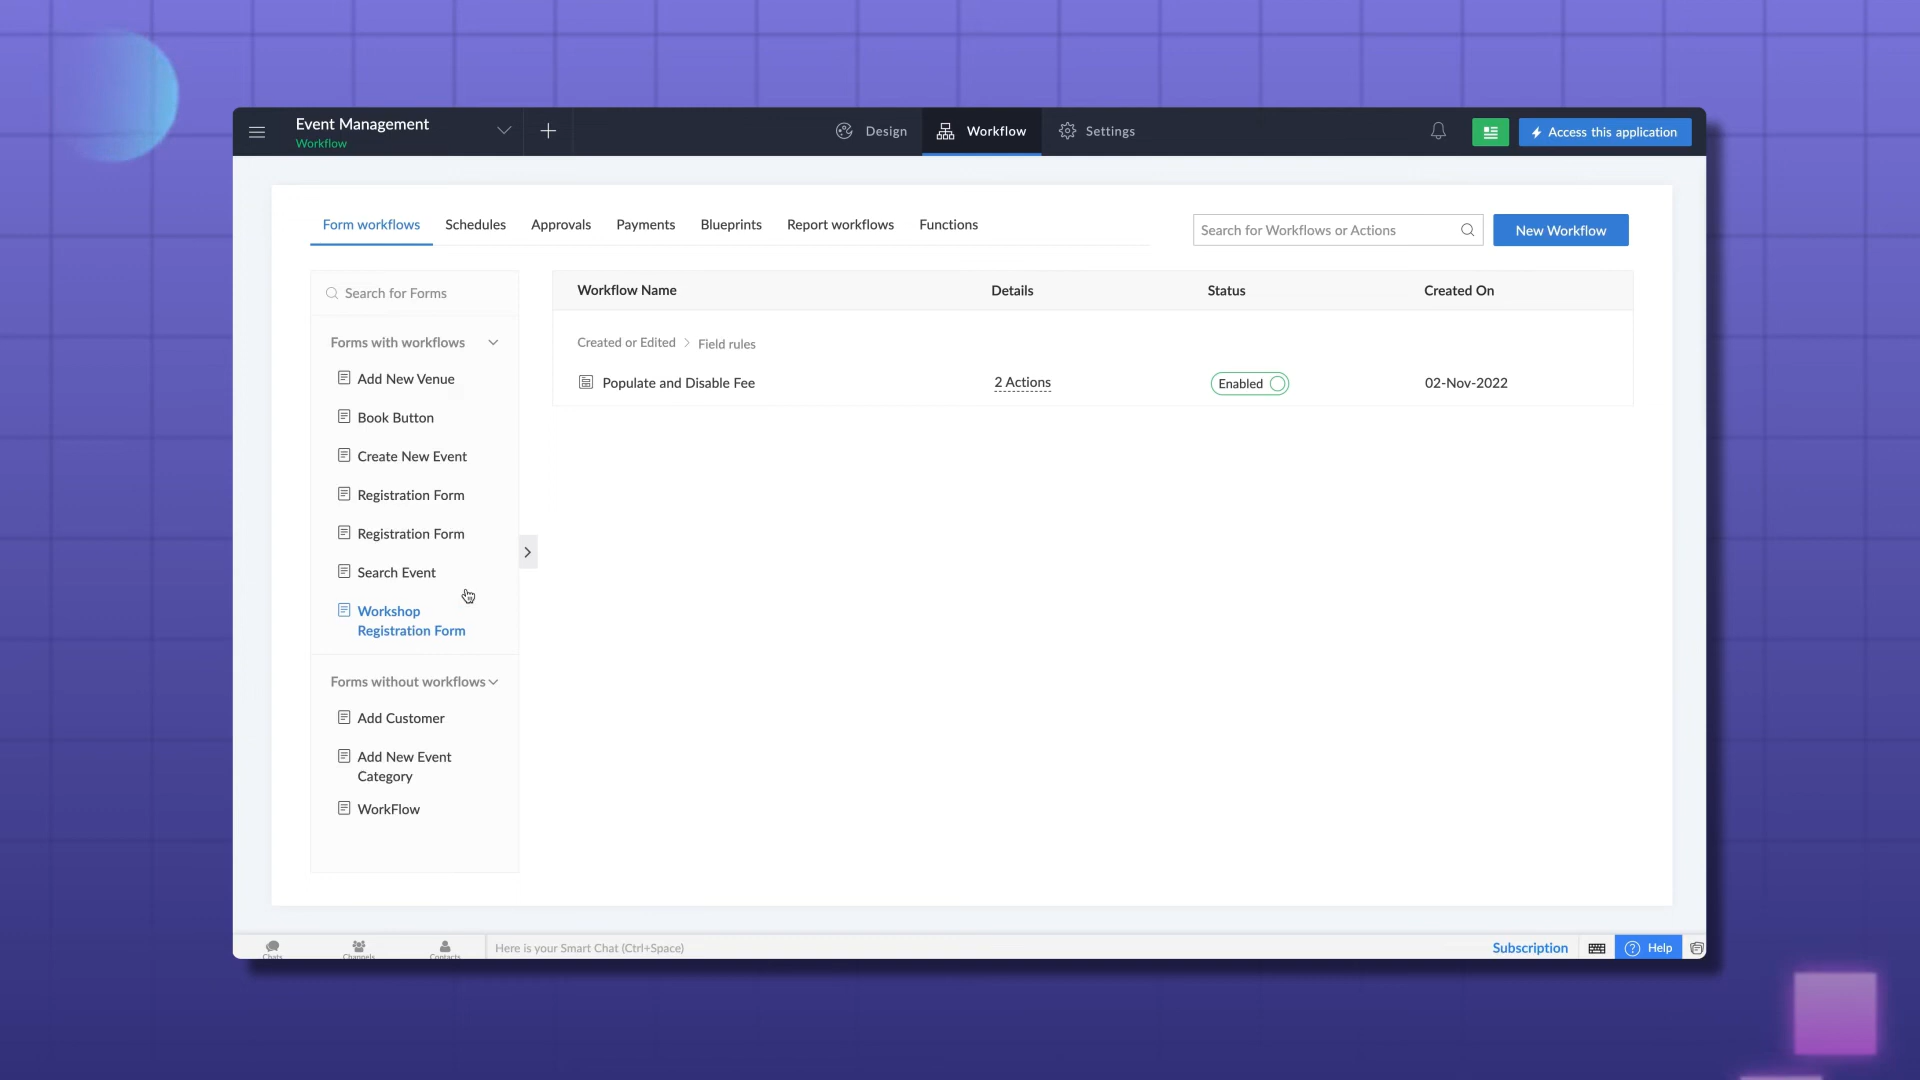 Event Management
Workflow
Design
Workflow
Settings
Access this application
Form workflows
Schedules
Approvals
Payments
Blueprints
Report workflows
Functions
Search for Workflows or Actions
New Workflow
Search for Forms
Forms with workflows
Add New Venue
Book Button
Create New Event
Registration Form
Registration Form
Search Event
Workshop
Registration Form
Forms without workflows
Add Customer
Add New Event
Category
WorkFlow
Workflow Name
Details
Status
Created On
Created or Edited
Field rules
Populate and Disable Fee
2 Actions
Enabled
02-Nov-2022
Chats
Channels
Contacts
Here is your Smart Chat (Ctrl+Space)
Subscription
Help